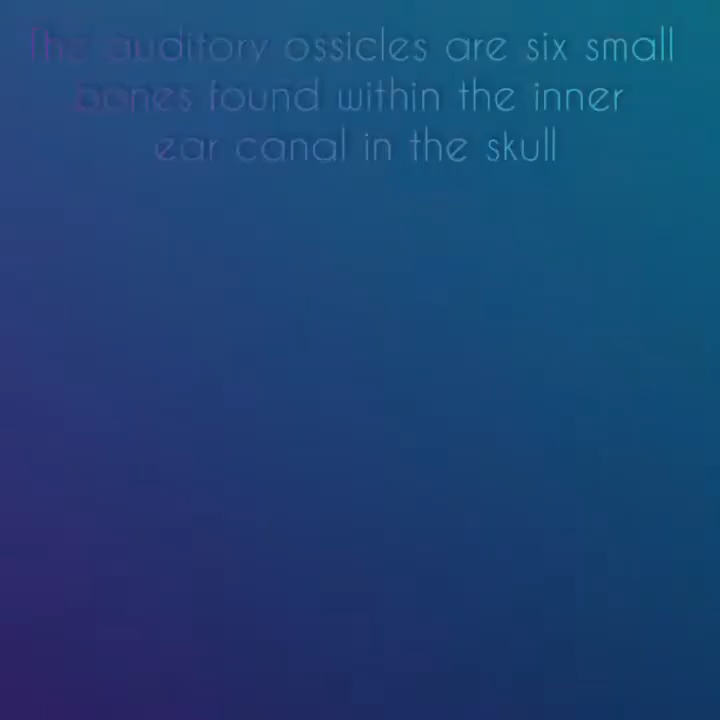 The auditory ossicles are six small
bones found within the inner
ear canal in the skull